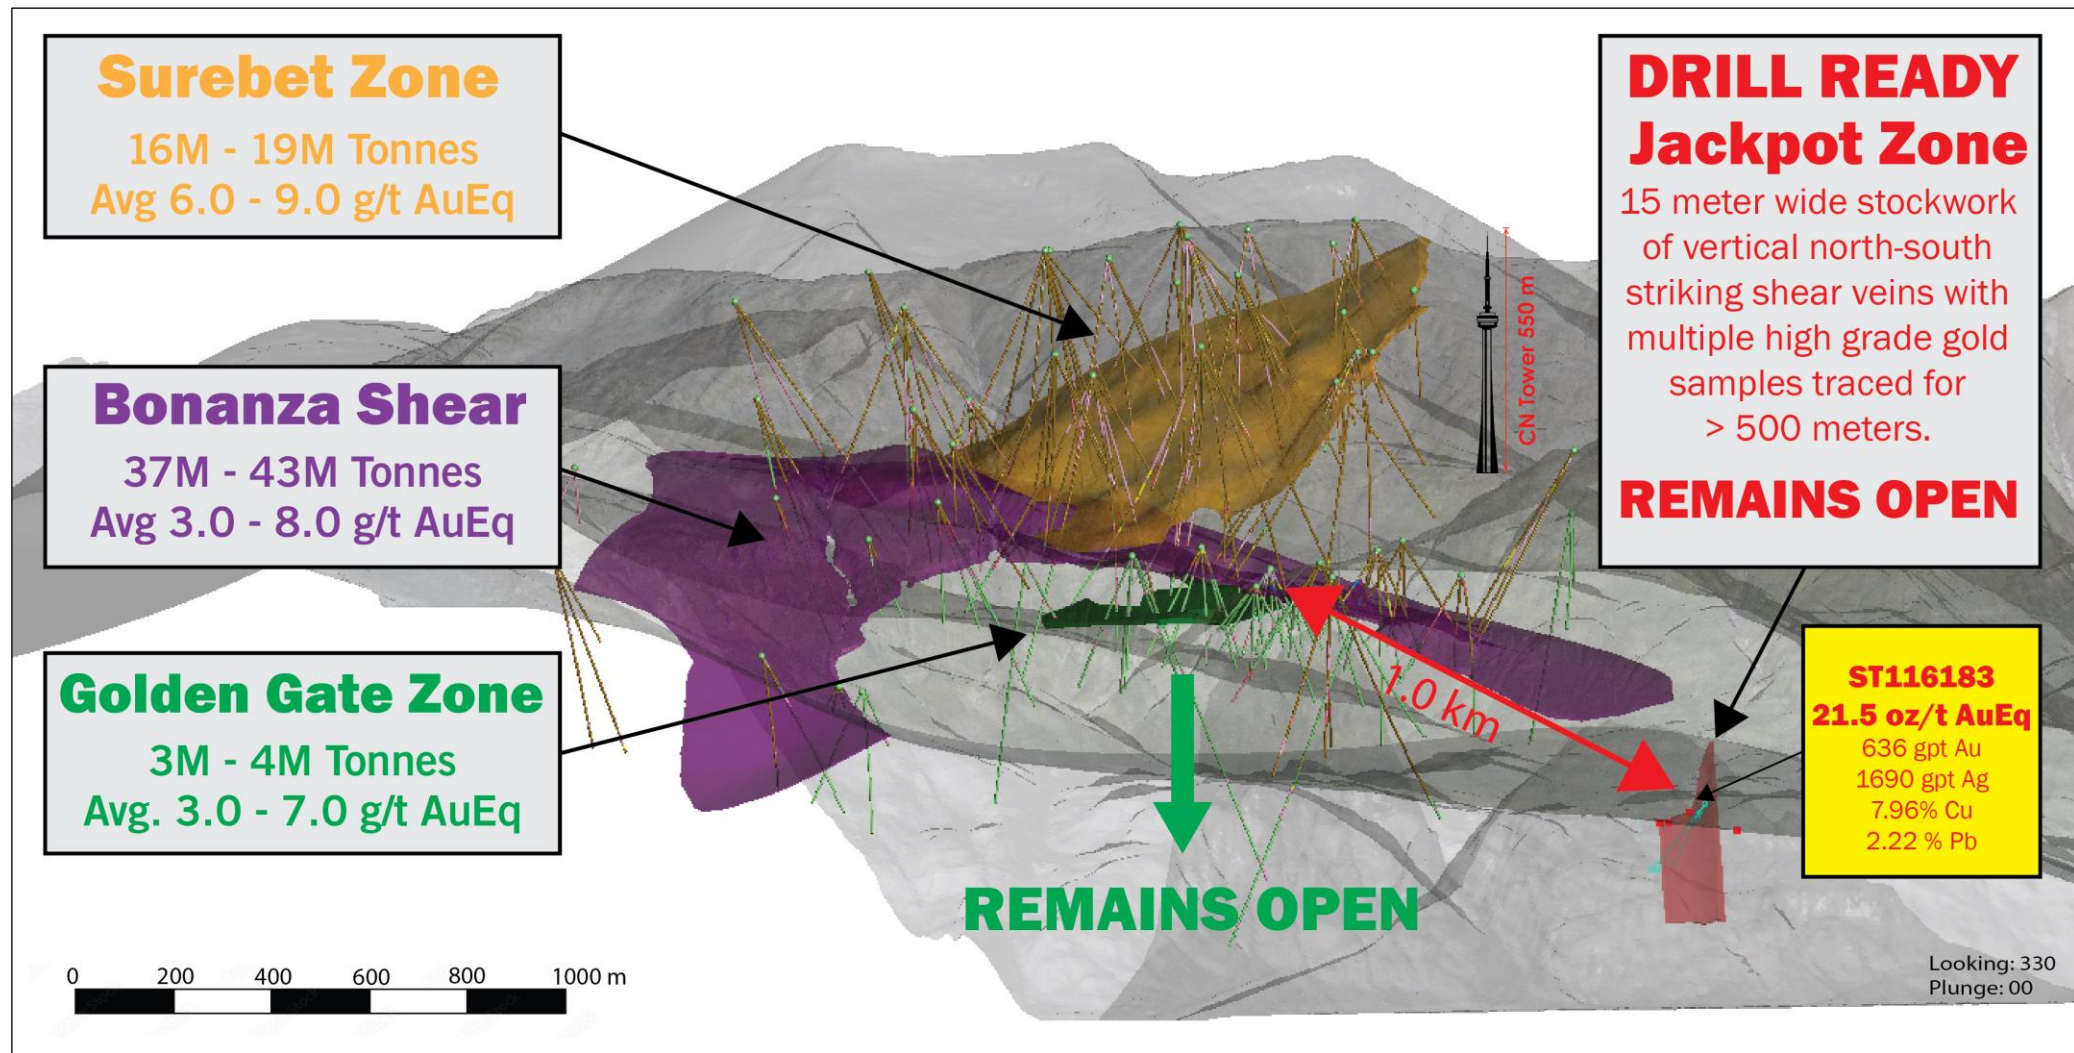 Surebet Zone
16M - 19M Tonnes
Avg 6.0 - 9.0 g/t AuEq
Bonanza Shear
37M - 43M Tonnes
Avg 3.0 - 8.0 g/t AuEq
Golden Gate Zone
3M - 4M Tonnes
Avg. 3.0 - 7.0 g/t AuEq
DRILL READY
Jackpot Zone
15 meter wide stockwork
of vertical north-south
striking shear veins with
multiple high grade gold
samples traced for
> 500 meters.
REMAINS OPEN
CN Tower 550 m
1.0 km
ST116183
21.5 oz/t AuEq
636 gpt Au
1690 gpt Ag
7.96% Cu
2.22 % Pb
REMAINS OPEN
0 200 400 600 800 1000 m
Looking: 330
Plunge: 00